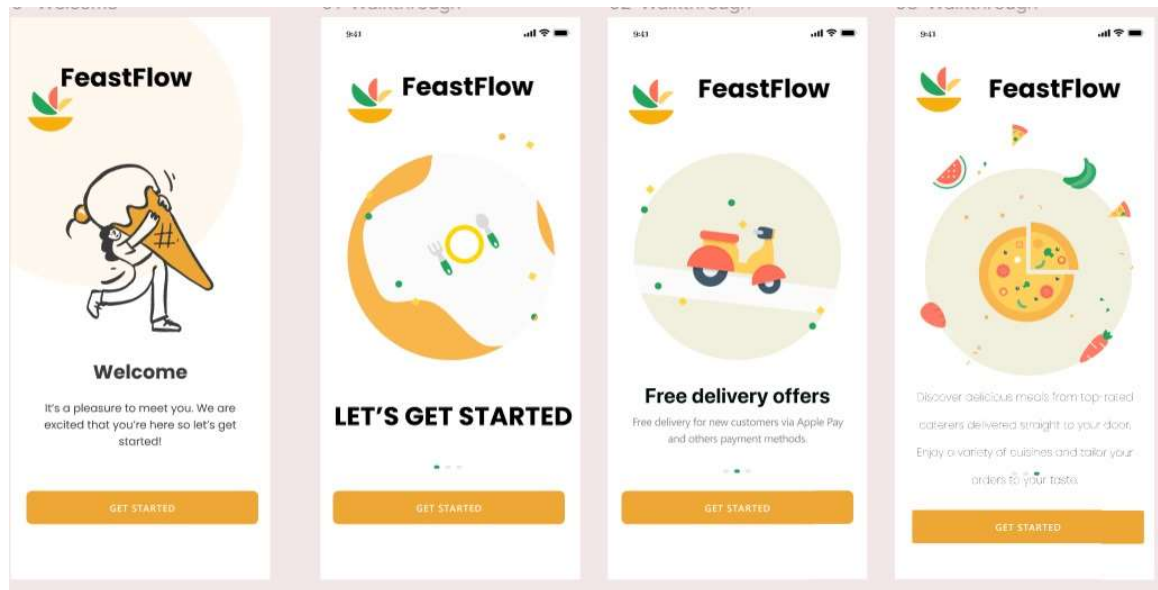 01 Walkthrough
9:41
FeastFlow
FeastFlow
Welcome
It's a pleasure to meet you. We are
excited that you're here so let's get
started!
GET STARTED
LET'S GET STARTED
GET STARTED
9:41
FeastFlow
Free delivery offers
Free delivery for new customers via Apple Pay
and others payment methods.
GET STARTED
9:41
FeastFlow
Discover delicious meals from top-rated
caterers delivered straight to your door.
Enjoy a variety of cuisines and tailor your
orders to your taste.
GET STARTED